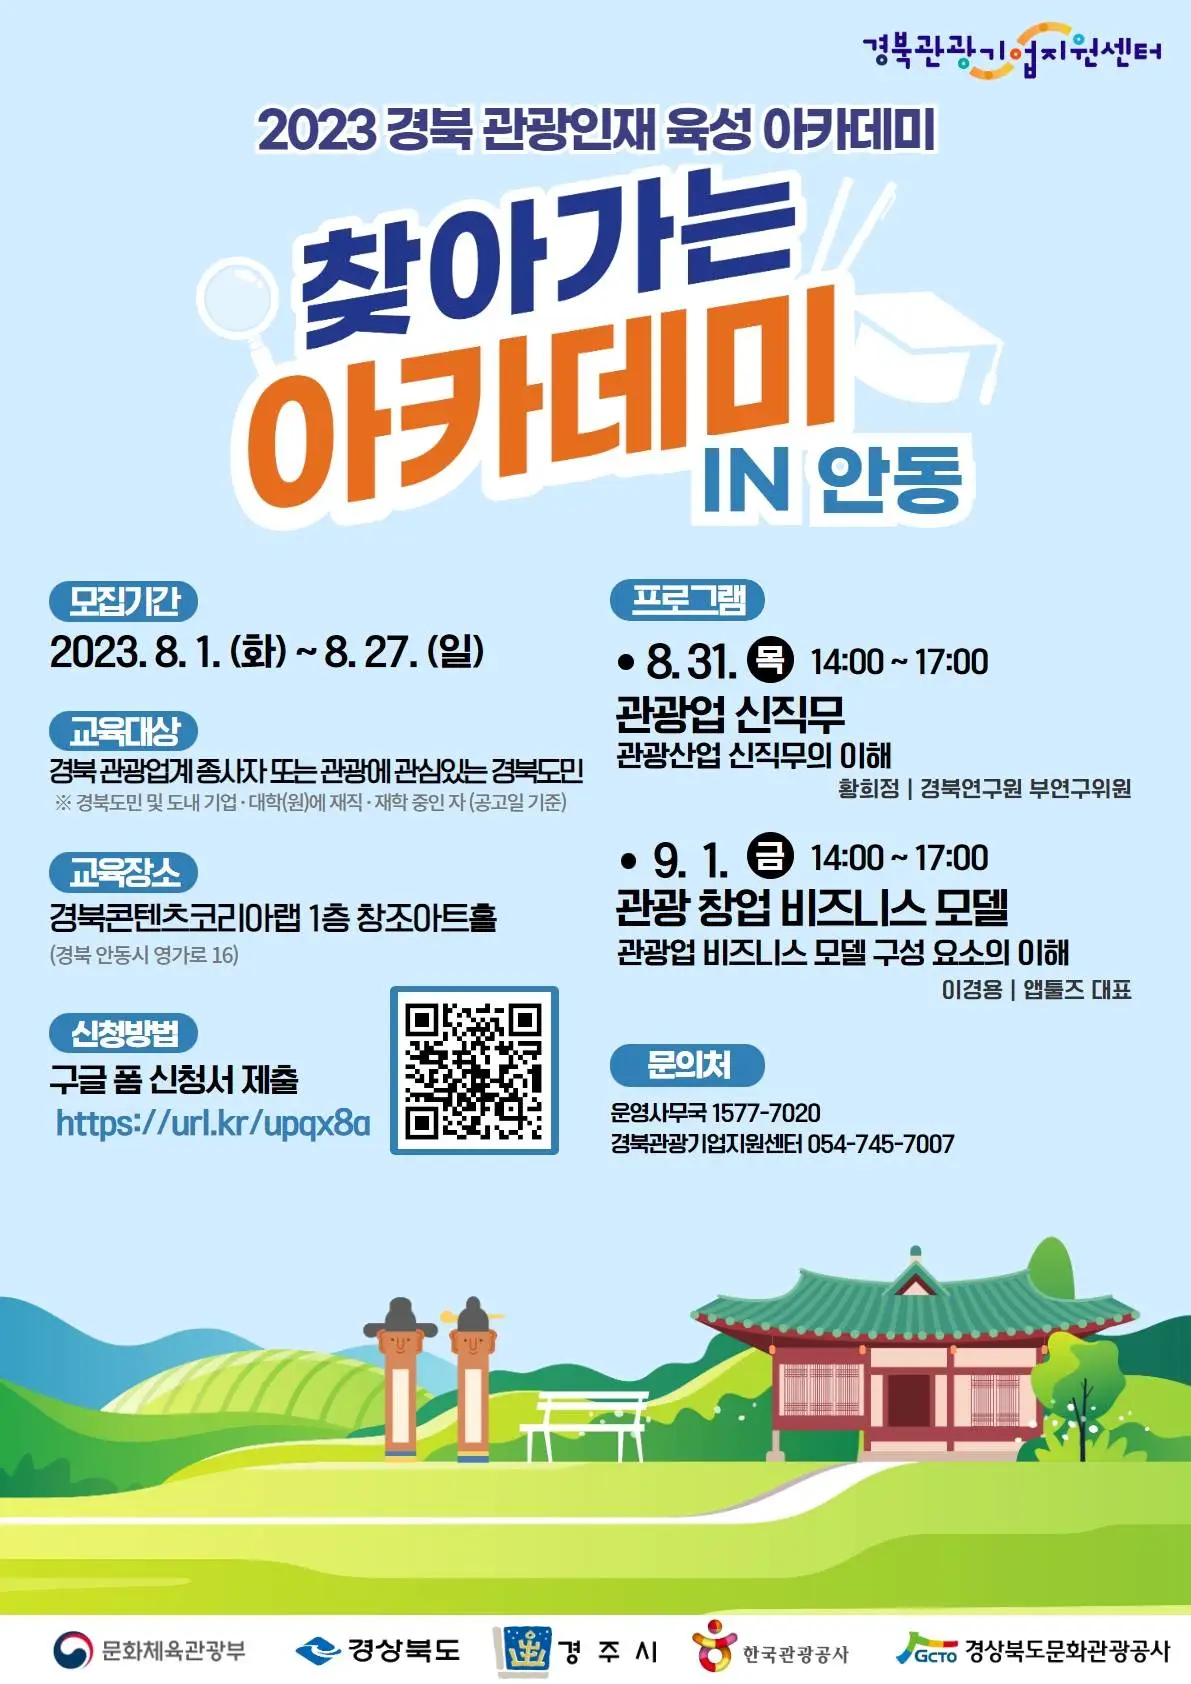 경북관광기업지원센터
2023 경북 관광인재 육성 아카데미
찾아가는
아카데미
IN 안동
모집기간
2023. 8. 1. (화) ~ 8. 27. (일)
교육대상
경북 관광업계 종사자 또는 관광에 관심있는 경북도민
※ 경북도민 및 도내 기업·대학(원)에 재직·재학 중인 자 (공고일 기준)
교육장소
경북콘텐츠코리아랩 1층 창조아트홀
(경북 안동시 영가로 16)
신청방법
구글 폼 신청서 제출
https://url.kr/upqx8a
프로그램
• 8. 31. 목 14:00 ~ 17:00
관광업 신직무
관광산업 신직무의 이해
황희정 | 경북연구원 부연구위원
• 9. 1. 금 14:00 ~ 17:00
관광 창업 비즈니스 모델
관광업 비즈니스 모델 구성 요소의 이해
이경용 | 앱툴즈 대표
문의처
운영사무국 1577-7020
경북관광기업지원센터 054-745-7007
문화체육관광부
경상북도
경주시
한국관광공사
GCTO 경상북도문화관광공사